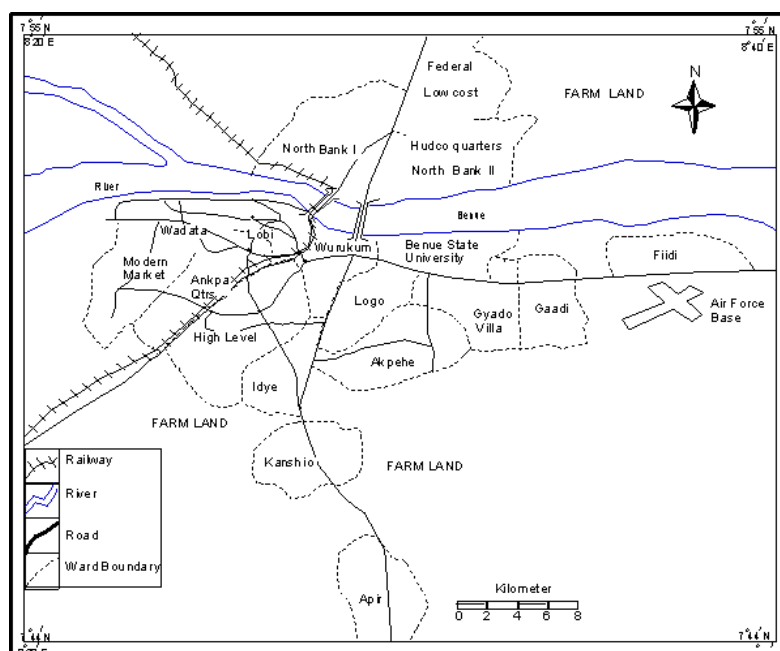 7° 55' N
8°20' E
7° 55' N
8° 40' E
Federal
Low cost
FARM LAND
N
North Bank I
Hudco quarters
North Bank II
River
Benue
Wadata
Lobi
Wurukum
Benue State
University
Fiidi
Modern
Market
Ankpa
Qtrs
Logo
Gyado
Villa
Gaadi
Air Force
Base
High Level
Akpehe
Idye
FARM LAND
Kanshio
FARM LAND
Railway
River
Road
Ward Boundary
Kilometer
0 2 4 6 8
Apir
7° 44' N
7° 44' N